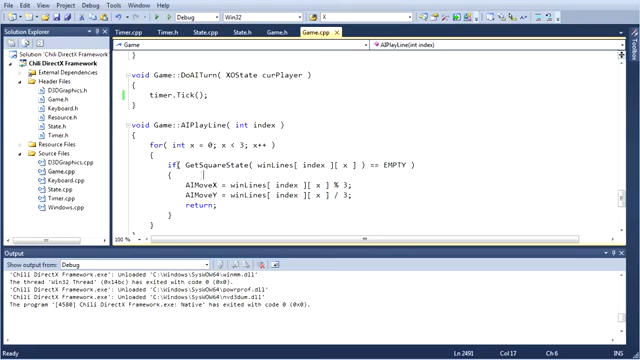 File Edit View Project Debug Team Data Tools Test Window Help
Debug Win32 X
Solution Explorer
Timer.cpp State.cpp Timer.h State.h Game.h Game.cpp ×
Game AIPlayLine(int index)
Solution 'Chili DirectX Framework'
Chili DirectX Framework
External Dependencies
Header Files
D3DGraphics.h
Game.h
Keyboard.h
Resource.h
State.h
Timer.h
Source Files
D3DGraphics.cpp
Game.cpp
Keyboard.cpp
State.cpp
Timer.cpp
Windows.cpp
}
void Game::DoAITurn( XOState curPlayer )
{
timer.Tick();
}
void Game::AIPlayLine( int index )
{
for( int x = 0; x < 3; x++ )
{
if( GetSquareState( winLines[ index ][ x ] ) == EMPTY )
{
AIMoveX = winLines[ index ][ x ] % 3;
AIMoveY = winLines[ index ][ x ] / 3;
return;
}
}
100 %
Toolbox
Output
Show output from: Debug
'Chili DirectX Framework.exe': Unloaded 'C:\Windows\SysWOW64\winmm.dll'
The thread 'Win32 Thread' (0x14bc) has exited with code 0 (0x0).
'Chili DirectX Framework.exe': Unloaded 'C:\Windows\SysWOW64\powrprof.dll'
'Chili DirectX Framework.exe': Unloaded 'C:\Windows\SysWOW64\nvd3dum.dll'
The program '[4580] Chili DirectX Framework.exe: Native' has exited with code 0 (0x0).
Ln 2491 Col 17 Ch 6 INS